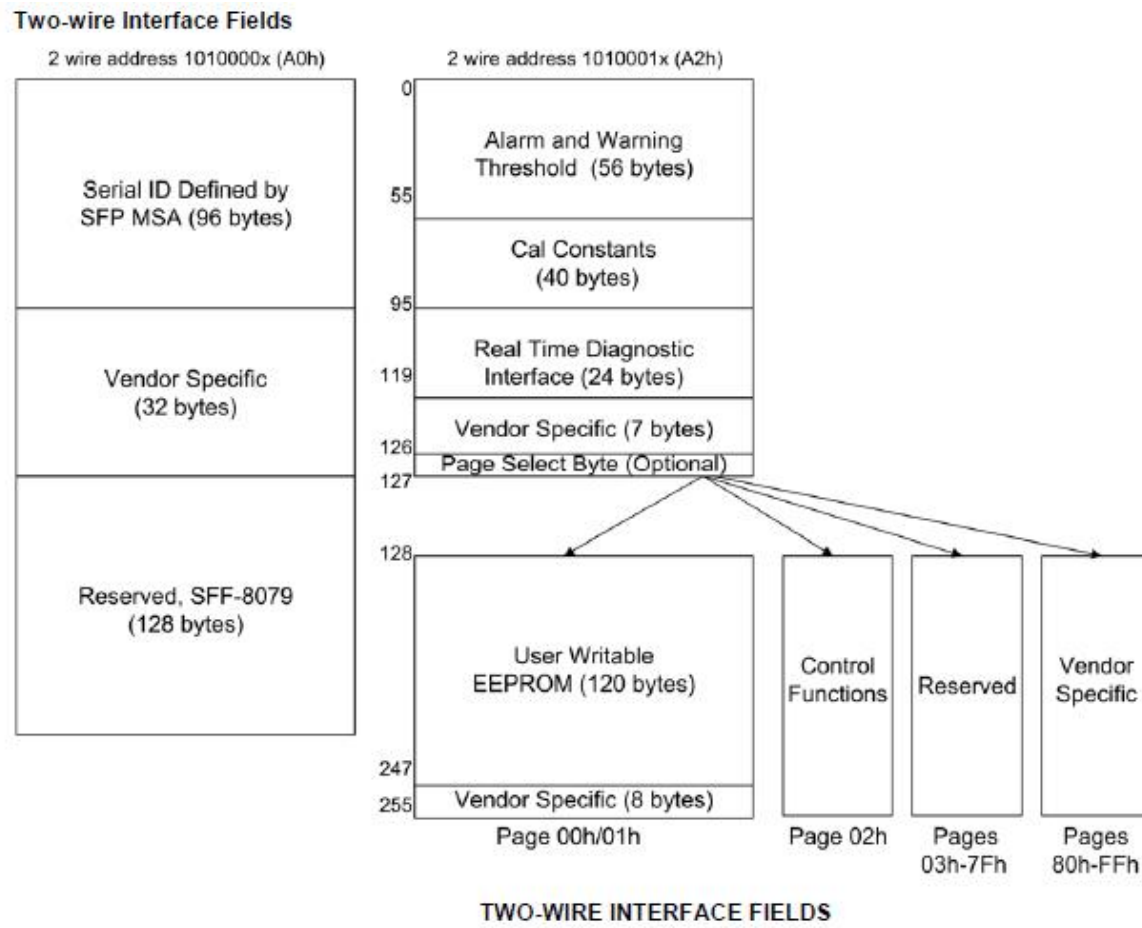 Two-wire Interface Fields
2 wire address 1010000x (A0h)
Serial ID Defined by
SFP MSA (96 bytes)
Vendor Specific
(32 bytes)
Reserved, SFF-8079
(128 bytes)
2 wire address 1010001x (A2h)
0
Alarm and Warning
Threshold (56 bytes)
55
Cal Constants
(40 bytes)
95
Real Time Diagnostic
Interface (24 bytes)
119
Vendor Specific (7 bytes)
126
Page Select Byte (Optional)
127
128
User Writable
EEPROM (120 bytes)
247
Vendor Specific (8 bytes)
255
Page 00h/01h
Control
Functions
Page 02h
Reserved
Pages
03h-7Fh
Vendor
Specific
Pages
80h-FFh
TWO-WIRE INTERFACE FIELDS